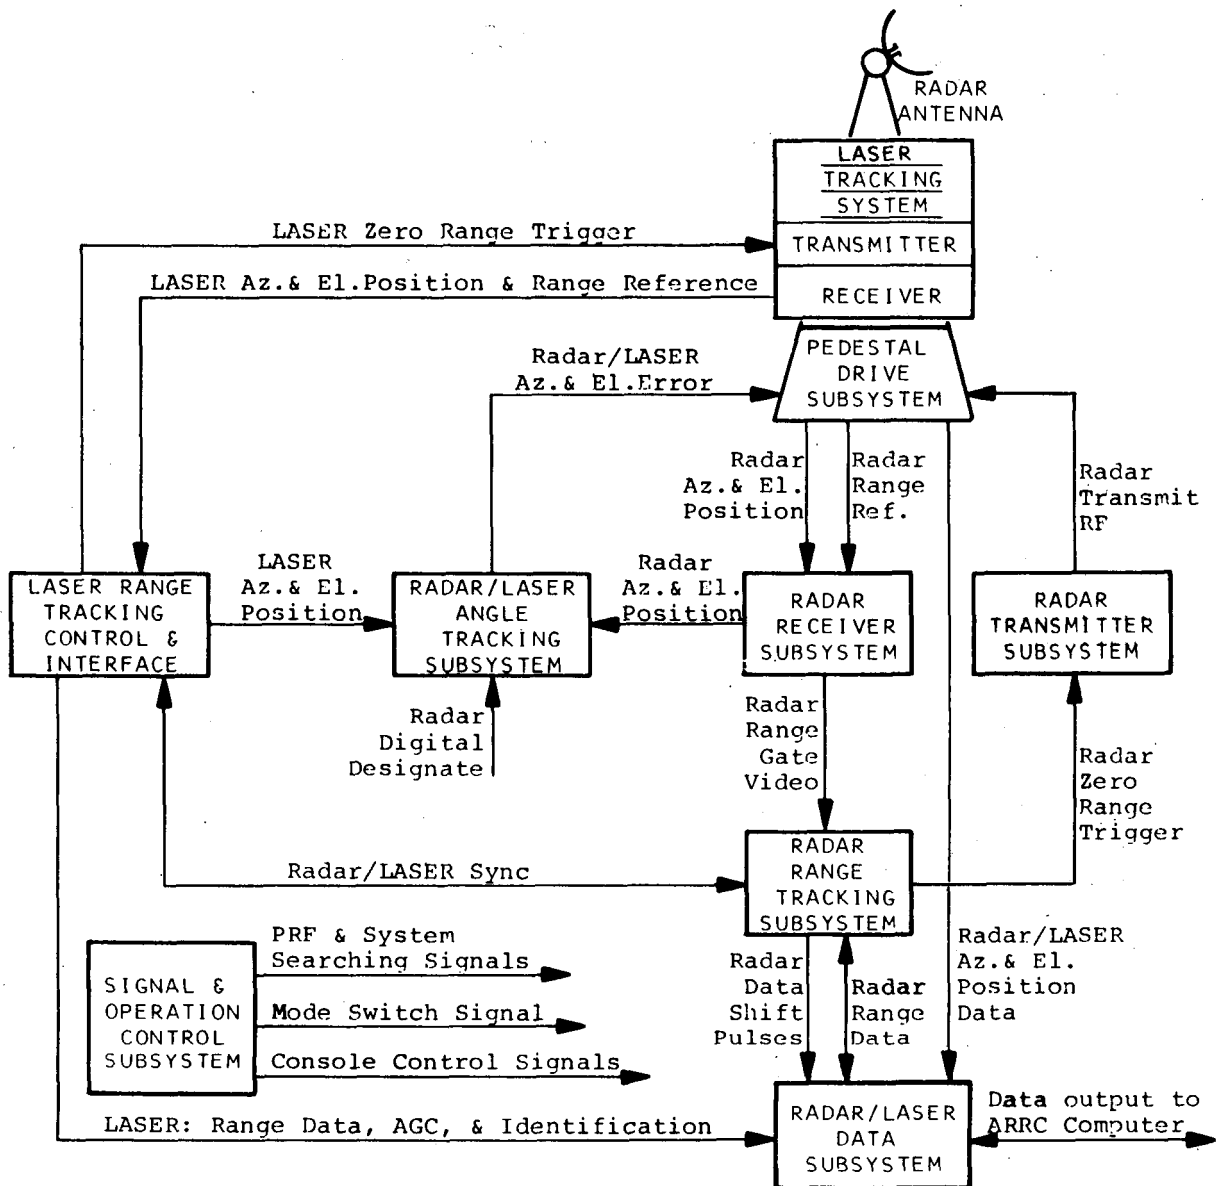 RADAR
ANTENNA
LASER
TRACKING
SYSTEM
TRANSMITTER
RECEIVER
LASER Zero Range Trigger
LASER Az.& El.Position & Range Reference
PEDESTAL
DRIVE
SUBSYSTEM
Radar/LASER
Az.& El.Error
Radar
Az.& El.
Position
Radar
Range
Ref.
Radar
Transmit
RF
LASER RANGE
TRACKING
CONTROL &
INTERFACE
LASER
Az.& El.
Position
RADAR/LASER
ANGLE
TRACKING
SUBSYSTEM
Radar
Az.& El.
Position
RADAR
RECEIVER
SUBSYSTEM
RADAR
TRANSMITTER
SUBSYSTEM
Radar
Digital
Designate
Radar
Range
Gate
Video
Radar
Zero
Range
Trigger
Radar/LASER Sync
RADAR
RANGE
TRACKING
SUBSYSTEM
SIGNAL &
OPERATION
CONTROL
SUBSYSTEM
PRF & System
Searching Signals
Mode Switch Signal
Console Control Signals
Radar
Data
Shift
Pulses
Radar
Range
Data
Radar/LASER
Az.& El.
Position
Data
LASER: Range Data, AGC, & Identification
RADAR/LASER
DATA
SUBSYSTEM
Data output to
ARRC Computer